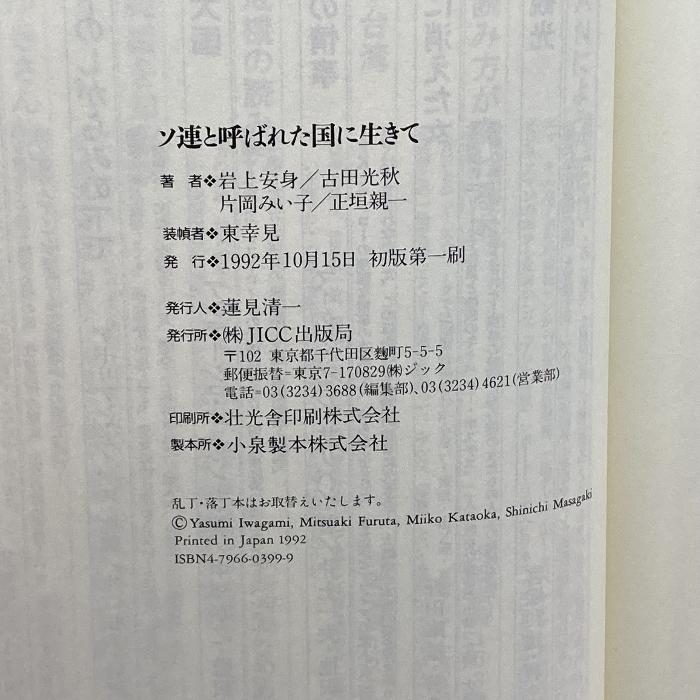 ソ連と呼ばれた国に生きて
著　者❖岩上安身／古田光秋
片岡みい子／正垣親一
装幀者❖東幸見
発　行❖1992年10月15日　初版第一刷
発行人❖蓮見清一
発行所❖㈱JICC出版局
〒102 東京都千代田区麴町5-5-5
郵便振替=東京7-170829㈱ジック
電話=03(3234)3688(編集部)、03(3234)4621(営業部)
印刷所❖壮光舎印刷株式会社
製本所❖小泉製本株式会社
乱丁・落丁本はお取替えいたします。
©Yasumi Iwagami, Mitsuaki Furuta, Miiko Kataoka, Shinichi Masagaki
Printed in Japan 1992
ISBN4-7966-0399-9